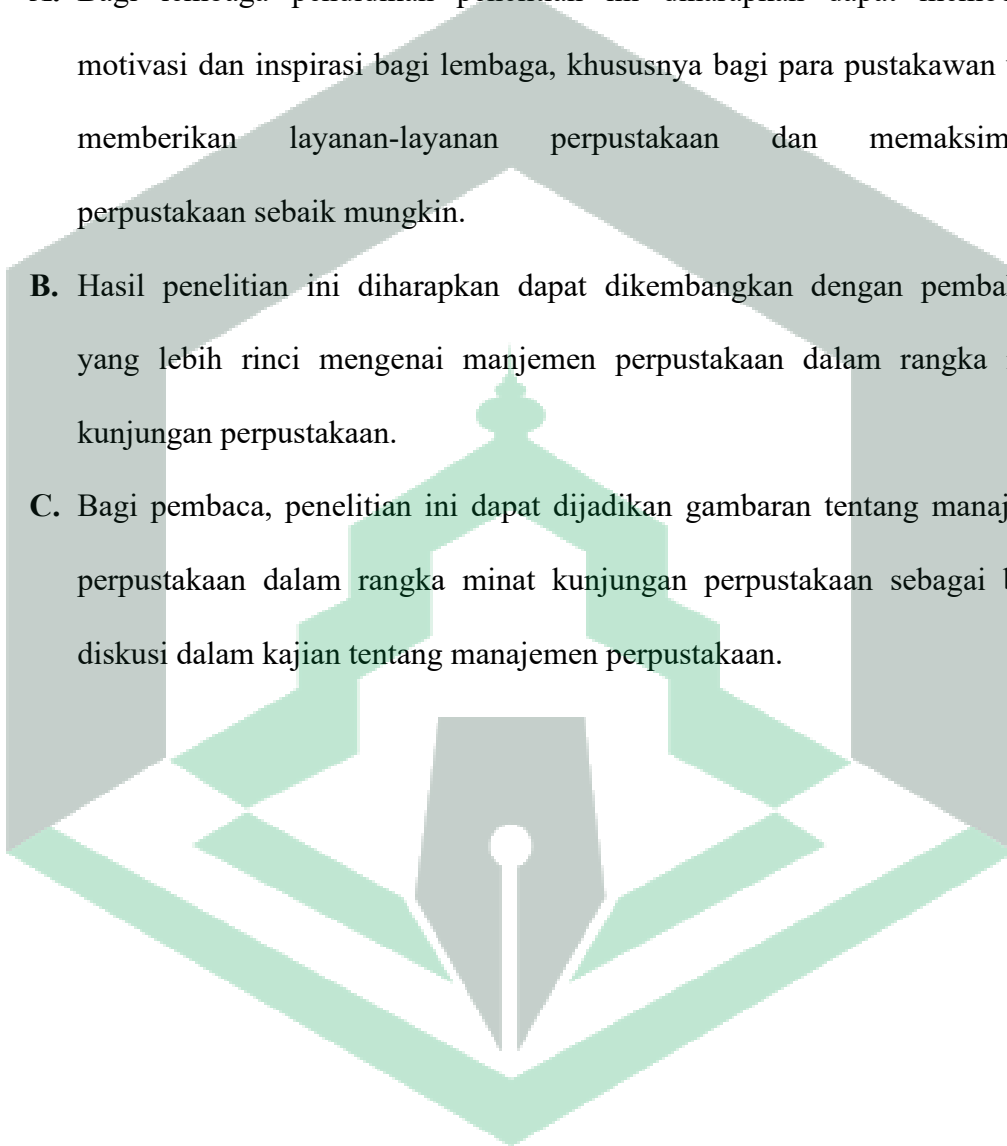 motivasi dan inspirasi bagi lembaga, khususnya bagi para pustakawan
memberikan layanan-layanan perpustakaan dan
perpustakaan sebaik mungkin.
B. Hasil penelitian ini diharapkan dapat dikembangkan dengan
yang lebih rinci mengenai manjemen perpustakaan dalam rangka
kunjungan perpustakaan.
C. Bagi pembaca, penelitian ini dapat dijadikan gambaran tentang
perpustakaan dalam rangka minat kunjungan perpustakaan sebagai
diskusi dalam kajian tentang manajemen perpustakaan.